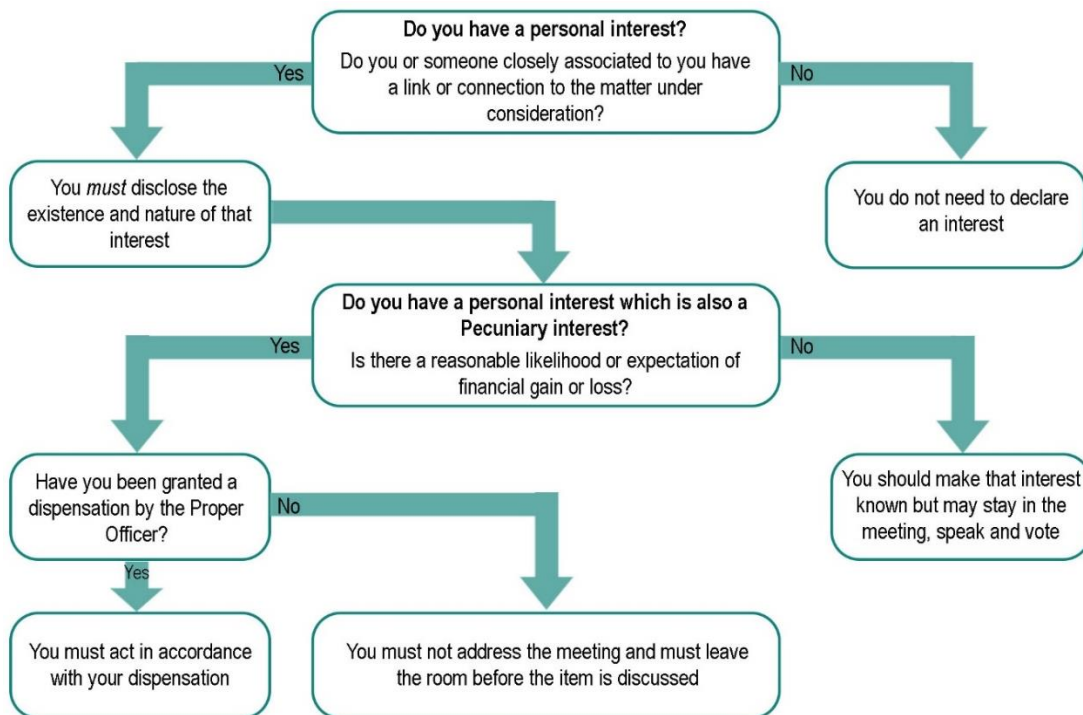 Do you have a personal interest?
Do you or someone closely associated to you have
a link or connection to the matter under
consideration?
Yes
No
You must disclose the
existence and nature of that
interest
You do not need to declare
an interest
Do you have a personal interest which is also a
Pecuniary interest?
Is there a reasonable likelihood or expectation of
financial gain or loss?
Yes
No
Have you been granted a
dispensation by the Proper
Officer?
No
You should make that interest
known but may stay in the
meeting, speak and vote
Yes
You must act in accordance
with your dispensation
You must not address the meeting and must leave
the room before the item is discussed